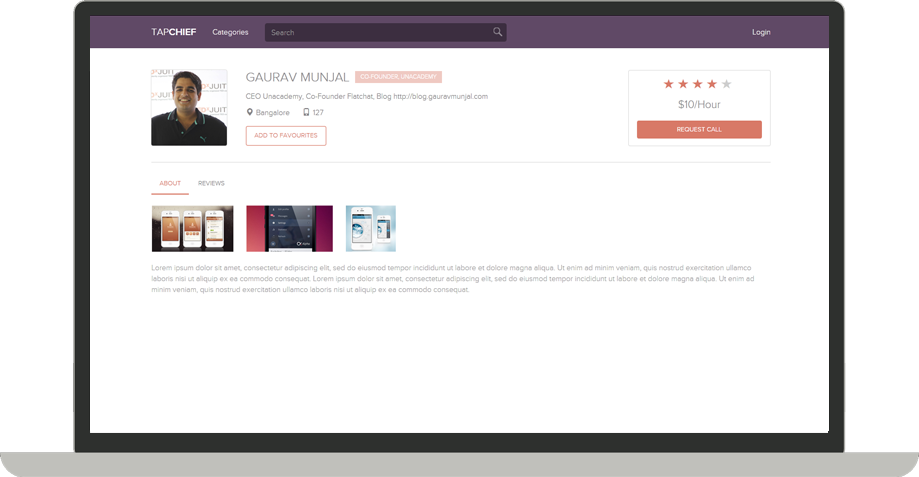 TAPCHIEF Categories Search Login
GAURAV MUNJAL CO-FOUNDER, UNACADEMY
CEO Unacademy, Co-Founder Flatchat, Blog http://blog.gauravmunjal.com
Bangalore 127
ADD TO FAVOURITES
$10/Hour
REQUEST CALL
ABOUT REVIEWS
Lorem ipsum dolor sit amet, consectetur adipiscing elit, sed do eiusmod tempor incididunt ut labore et dolore magna aliqua. Ut enim ad minim veniam, quis nostrud exercitation ullamco
laboris nisi ut aliquip ex ea commodo consequat. Lorem ipsum dolor sit amet, consectetur adipiscing elit, sed do eiusmod tempor incididunt ut labore et dolore magna aliqua. Ut enim ad
minim veniam, quis nostrud exercitation ullamco laboris nisi ut aliquip ex ea commodo consequat.